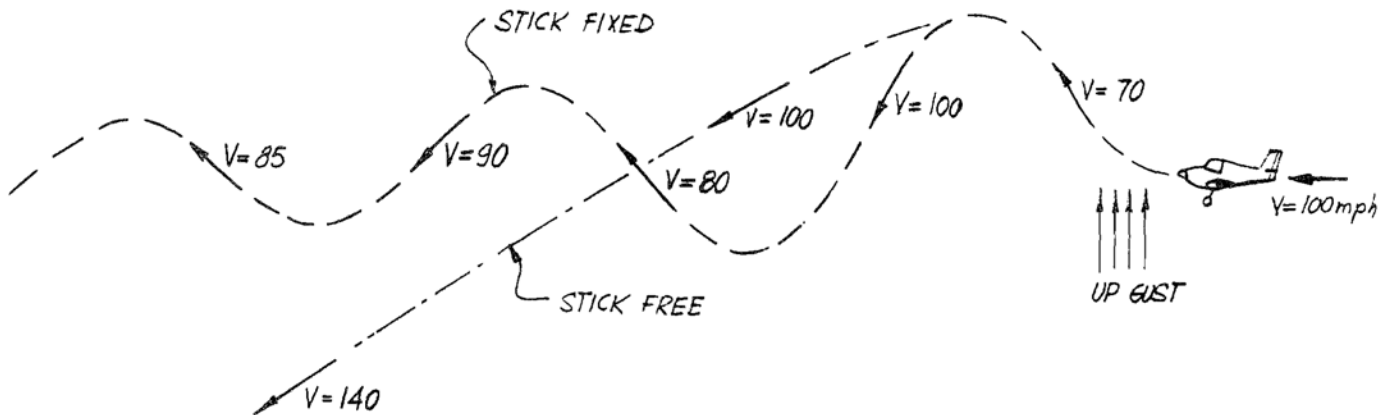 STICK FIXED
V=70
V=100
V=100
V=85
V=90
V=80
V=100mph
UP GUST
STICK FREE
V=140